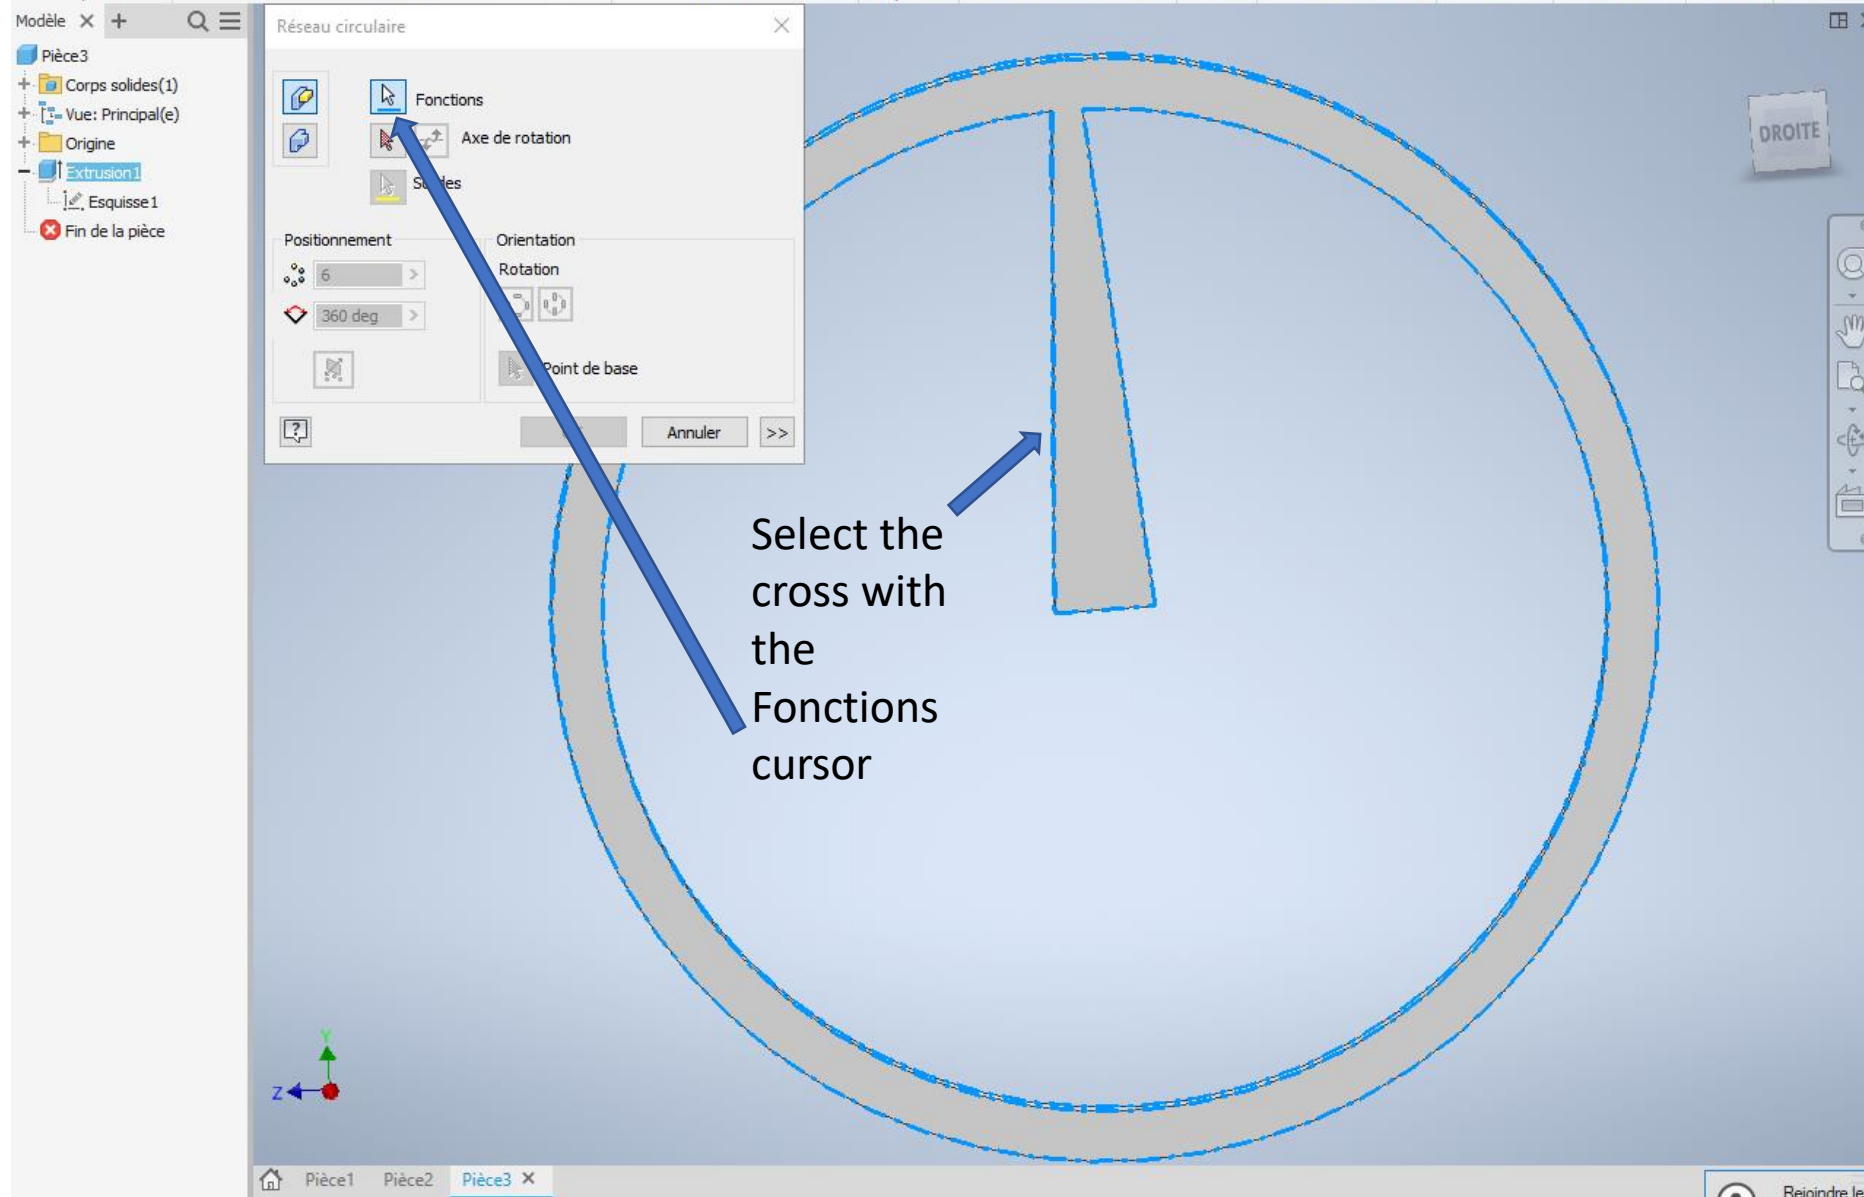 Modèle
Réseau circulaire
Pièce3
Corps solides(1)
Vue: Principal(e)
Origine
Extrusion1
Esquisse1
Fin de la pièce
Fonctions
Axe de rotation
Positionnement
Orientation
6
Rotation
360 deg
Point de base
Annuler
>>
DROITE
Select the
cross with
the
Fonctions
cursor
Y
Z
Pièce1
Pièce2
Pièce3
Rejoindre le